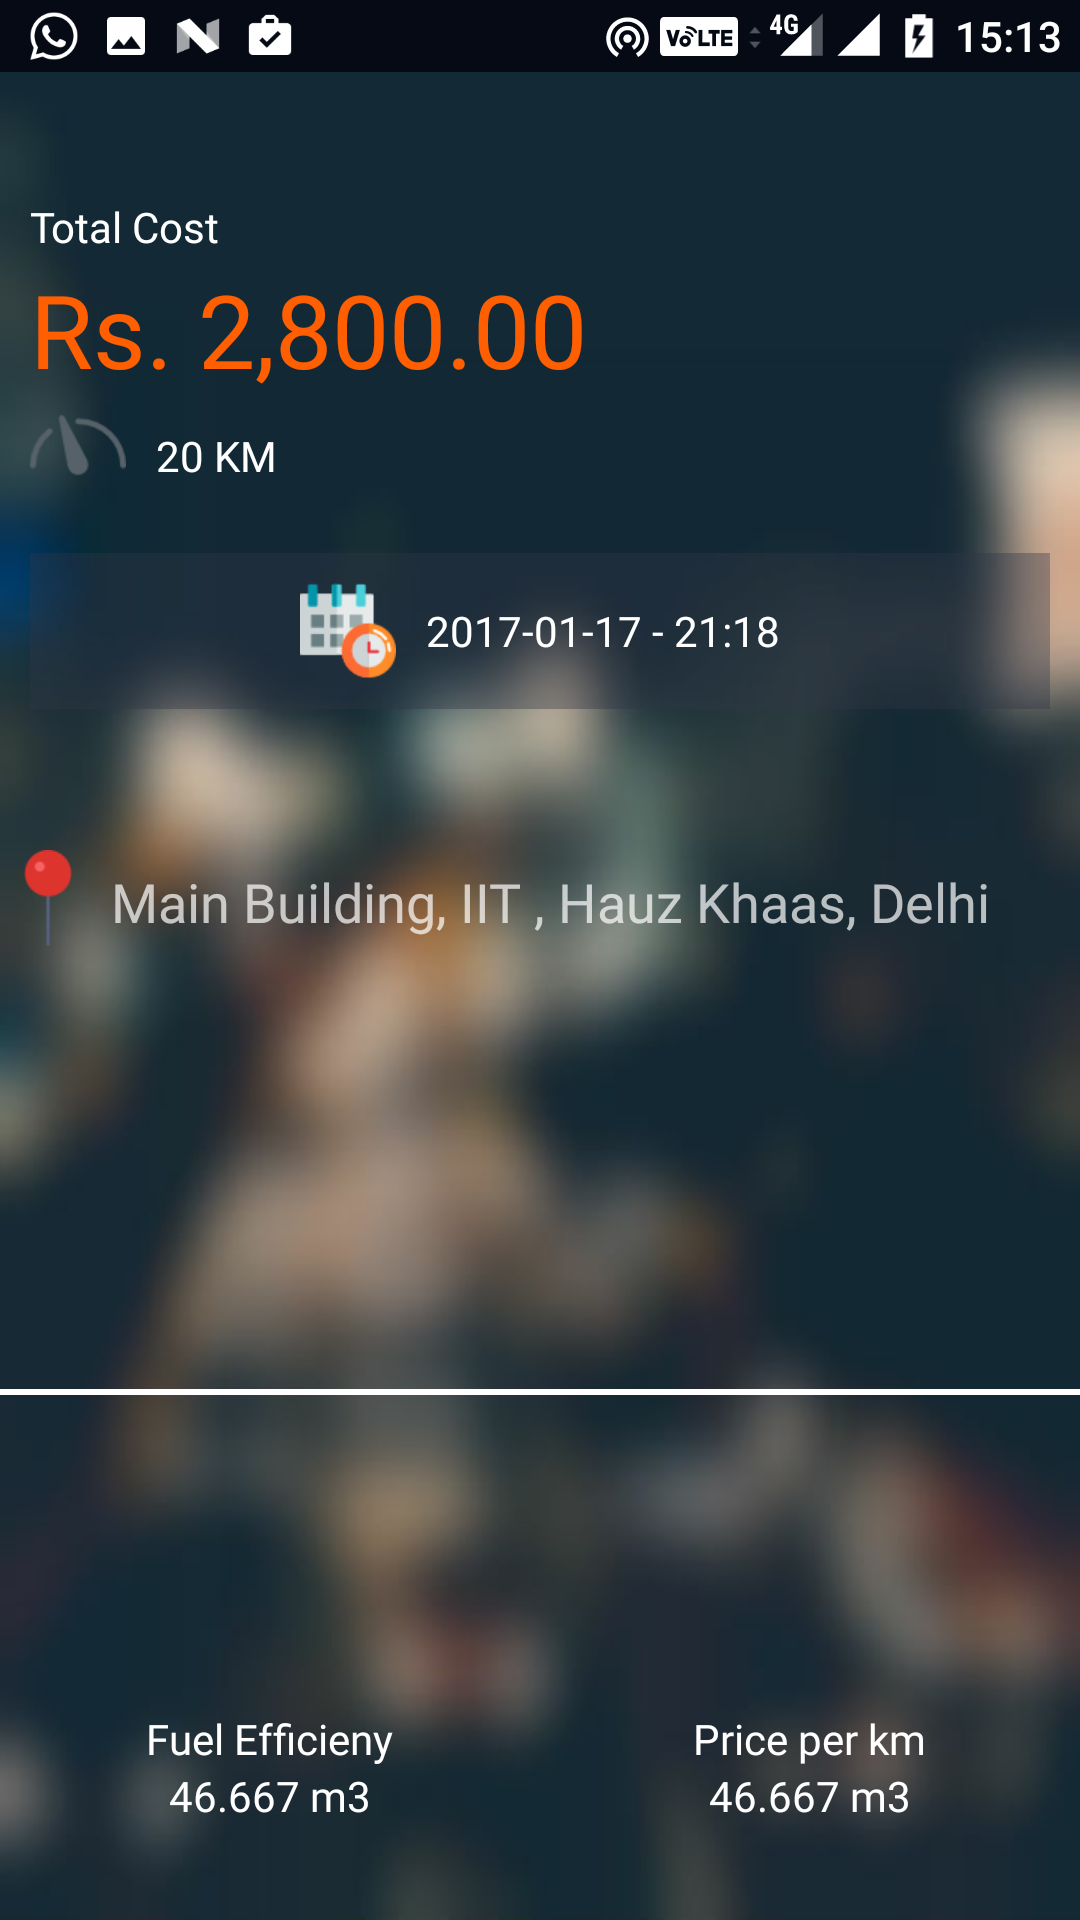 VoLTE 4G 15:13
Total Cost
Rs. 2,800.00
20 KM
2017-01-17 - 21:18
Main Building, IIT , Hauz Khaas, Delhi
Fuel Efficieny
46.667 m3
Price per km
46.667 m3